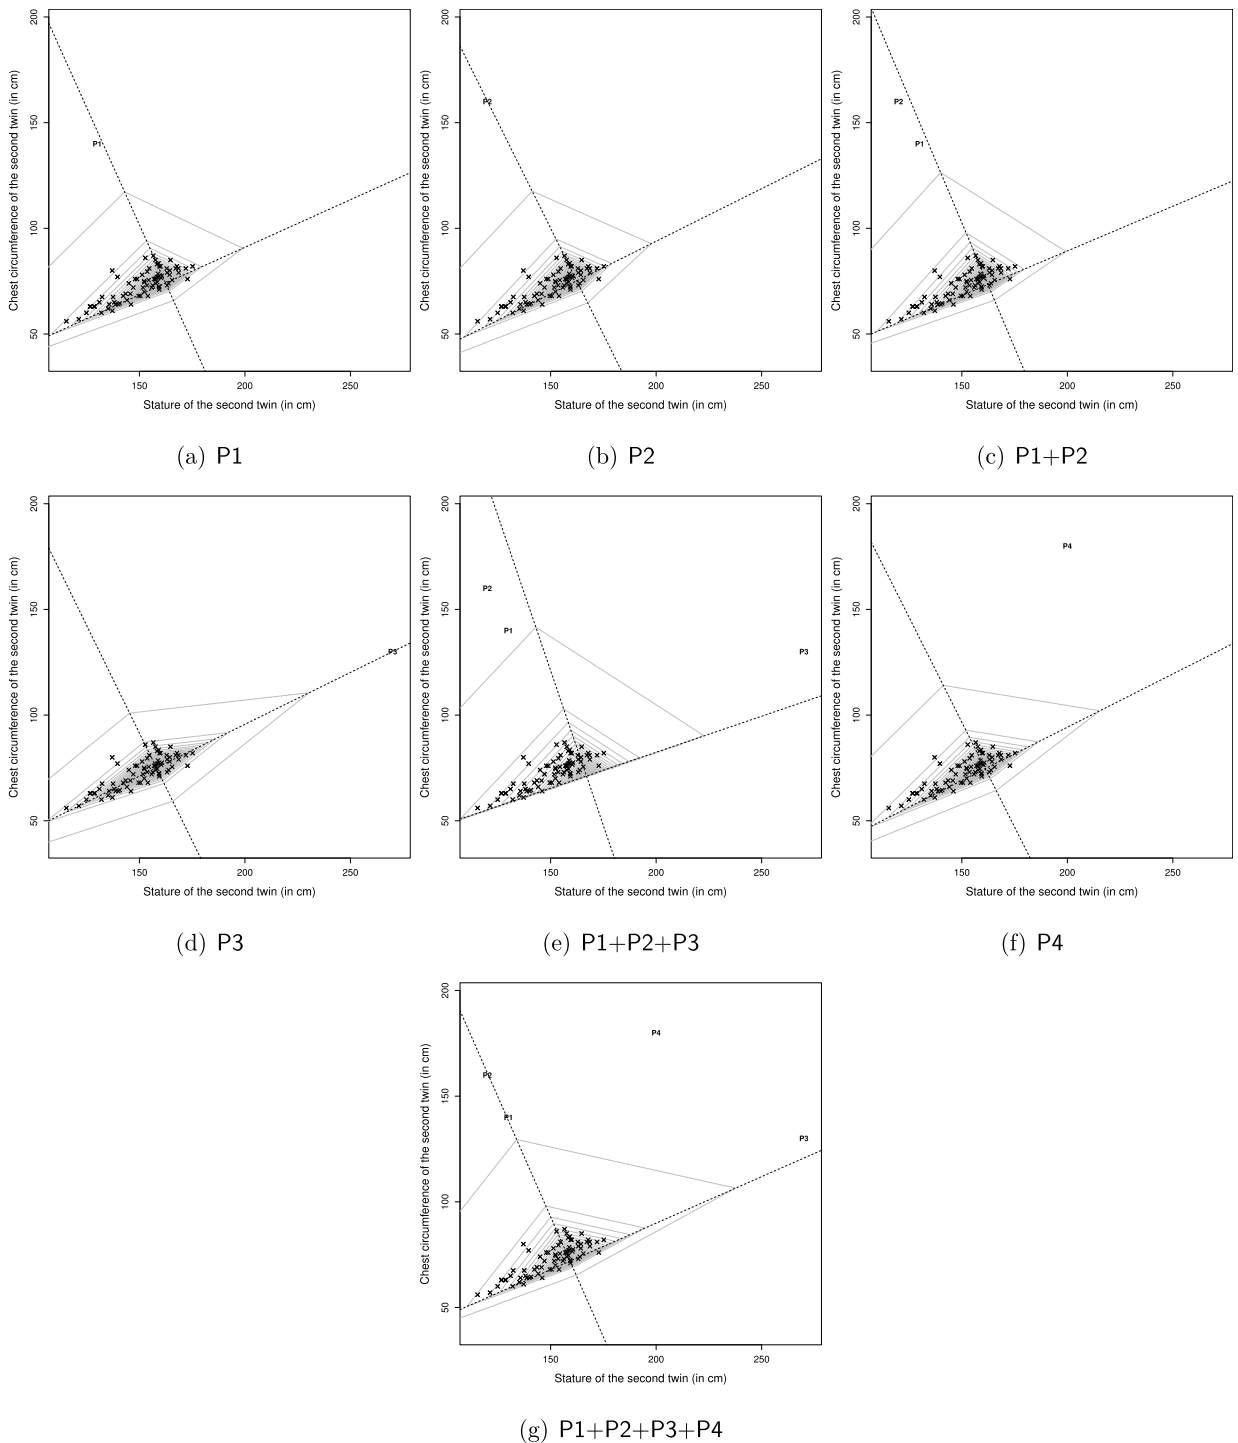 200
150
100
50
Chest circumference of the second twin (in cm)
P1
150 200 250
Stature of the second twin (in cm)
(a) P1
200
150
100
50
Chest circumference of the second twin (in cm)
P2
150 200 250
Stature of the second twin (in cm)
(b) P2
200
150
100
50
Chest circumference of the second twin (in cm)
P2
P1
150 200 250
Stature of the second twin (in cm)
(c) P1+P2
200
150
100
50
Chest circumference of the second twin (in cm)
P3
150 200 250
Stature of the second twin (in cm)
(d) P3
200
150
100
50
Chest circumference of the second twin (in cm)
P2
P1
P3
150 200 250
Stature of the second twin (in cm)
(e) P1+P2+P3
200
150
100
50
Chest circumference of the second twin (in cm)
P4
150 200 250
Stature of the second twin (in cm)
(f) P4
200
150
100
50
Chest circumference of the second twin (in cm)
P4
P2
P1
P3
150 200 250
Stature of the second twin (in cm)
(g) P1+P2+P3+P4